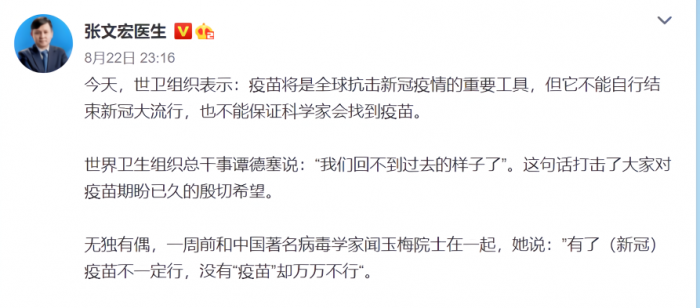 张文宏医生
8月22日 23:16
今天，世卫组织表示：疫苗将是全球抗击新冠疫情的重要工具，但它不能自行结
束新冠大流行，也不能保证科学家会找到疫苗。
世界卫生组织总干事谭德塞说：“我们回不到过去的样子了”。这句话打击了大家对
疫苗期盼已久的殷切希望。
无独有偶，一周前和中国著名病毒学家闻玉梅院士在一起，她说：”有了（新冠）
疫苗不一定行，没有“疫苗”却万万不行“。